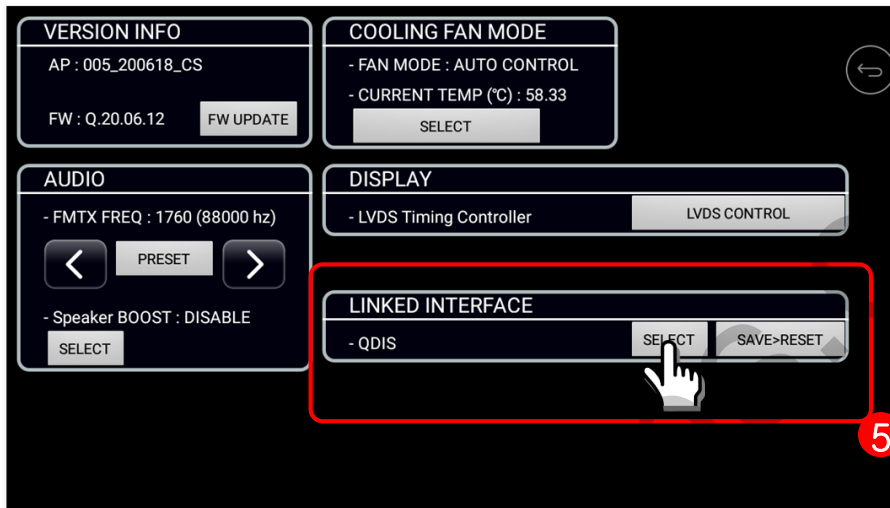 VERSION INFO
AP : 005_200618_CS
FW : Q.20.06.12
FW UPDATE
COOLING FAN MODE
- FAN MODE : AUTO CONTROL
- CURRENT TEMP (℃) : 58.33
SELECT
AUDIO
- FMTX FREQ : 1760 (88000 hz)
PRESET
- Speaker BOOST : DISABLE
SELECT
DISPLAY
- LVDS Timing Controller
LVDS CONTROL
LINKED INTERFACE
- QDIS
SELECT
SAVE>RESET
5